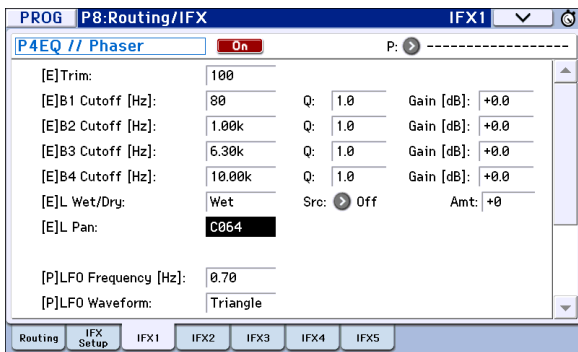 PROG P8:Routing/IFX IFX1
P4EQ // Phaser On P: ------------------
[E]Trim: 100
[E]B1 Cutoff [Hz]: 80 Q: 1.0 Gain [dB]: +0.0
[E]B2 Cutoff [Hz]: 1.00k Q: 1.0 Gain [dB]: +0.0
[E]B3 Cutoff [Hz]: 6.30k Q: 1.0 Gain [dB]: +0.0
[E]B4 Cutoff [Hz]: 10.00k Q: 1.0 Gain [dB]: +0.0
[E]L Wet/Dry: Wet Src: Off Amt: +0
[E]L Pan: C064
[P]LFO Frequency [Hz]: 0.70
[P]LFO Waveform: Triangle
Routing IFX Setup IFX1 IFX2 IFX3 IFX4 IFX5